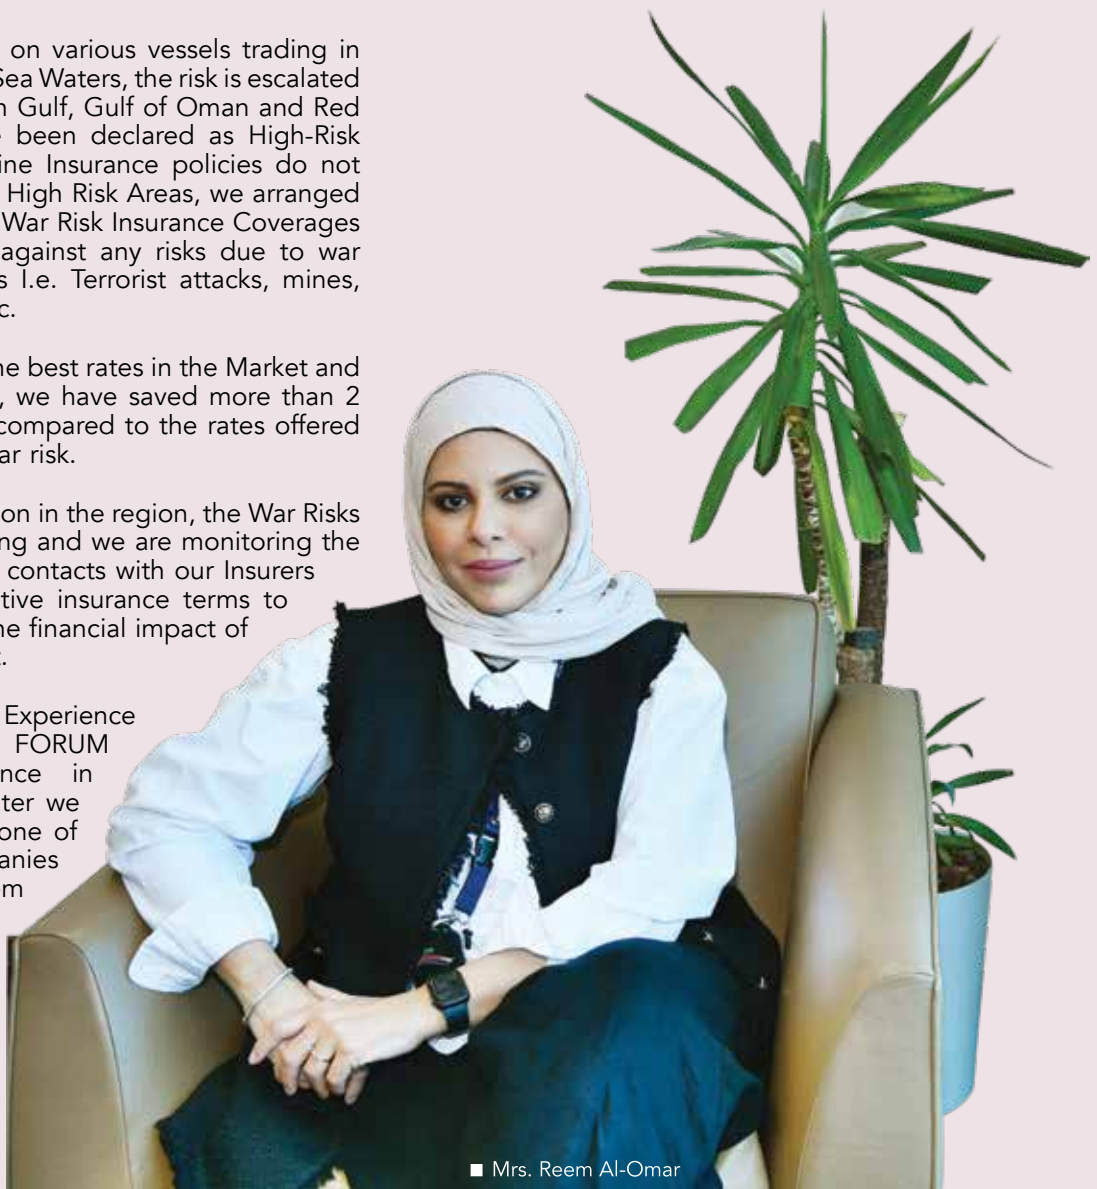 on various vessels trading in
Sea Waters, the risk is escalated
n Gulf, Gulf of Oman and Red
been declared as High-Risk
ine Insurance policies do not
High Risk Areas, we arranged
War Risk Insurance Coverages
against any risks due to war
s I.e. Terrorist attacks, mines,
c.
he best rates in the Market and
, we have saved more than 2
compared to the rates offered
ar risk.
on in the region, the War Risks
ng and we are monitoring the
contacts with our Insurers
tive insurance terms to
he financial impact of
Experience
FORUM
nce in
ter we
one of
anies
em
■ Mrs. Reem Al-Omar